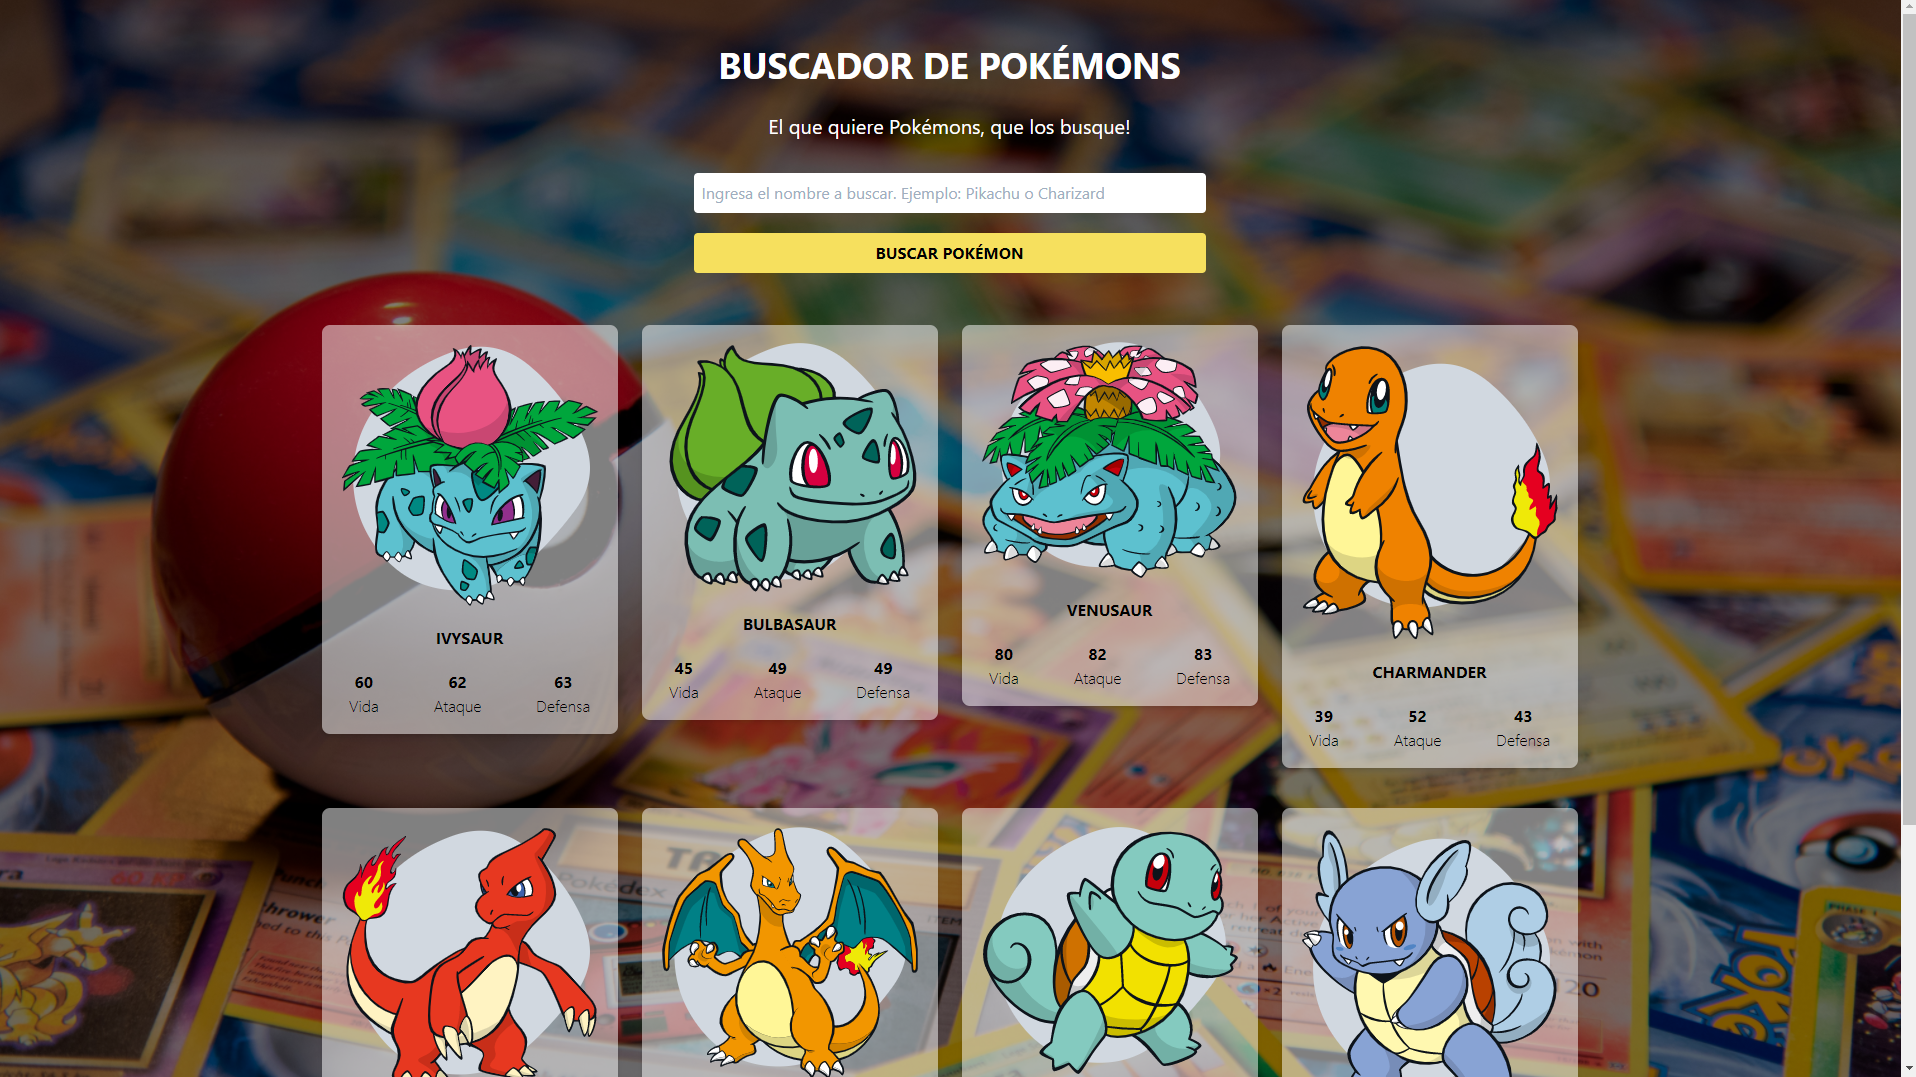 BUSCADOR DE POKÉMONS
El que quiere Pokémons, que los busque!
Ingresa el nombre a buscar. Ejemplo: Pikachu o Charizard
BUSCAR POKÉMON
IVYSAUR
60 62 63
Vida Ataque Defensa
BULBASAUR
45 49 49
Vida Ataque Defensa
VENUSAUR
80 82 83
Vida Ataque Defensa
CHARMANDER
39 52 43
Vida Ataque Defensa
Pokédex